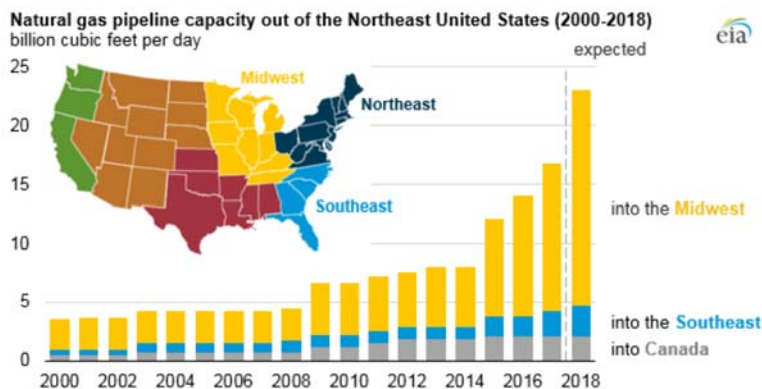 Natural gas pipeline capacity out of the Northeast United States (2000-2018)
billion cubic feet per day
eia
expected
25
20
15
10
5
0
Midwest
Northeast
Southeast
into the Midwest
into the Southeast
into Canada
2000 2002 2004 2006 2008 2010 2012 2014 2016 2018